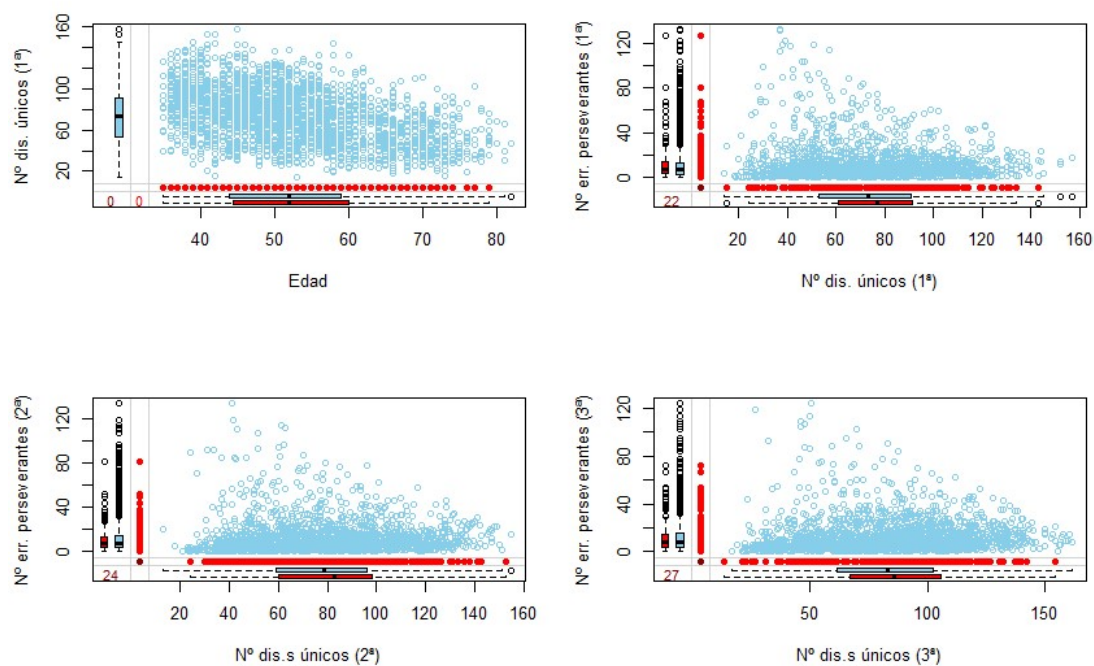 Nº dis. únicos (1ª)
160
100
60
20
0 0
40 50 60 70 80
Edad
Nº err. perseverantes (1ª)
120
80
40
0
22
20 40 60 80 100 120 140 160
Nº dis. únicos (1ª)
Nº err. perseverantes (2ª)
120
80
40
0
24
20 40 60 80 100 120 140 160
Nº dis.s únicos (2ª)
Nº err. perseverantes (3ª)
120
80
40
0
27
50 100 150
Nº dis.s únicos (3ª)